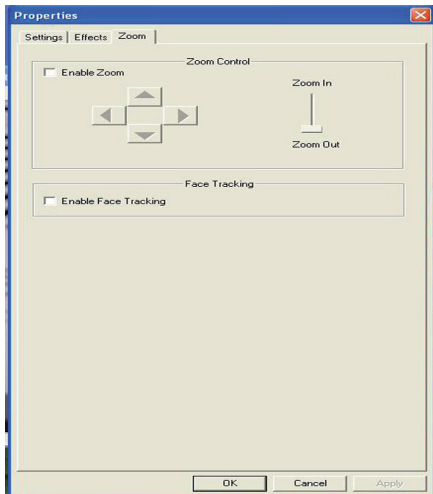 Properties
Settings Effects Zoom
Zoom Control
Enable Zoom
Zoom In
Zoom Out
Face Tracking
Enable Face Tracking
OK Cancel Apply